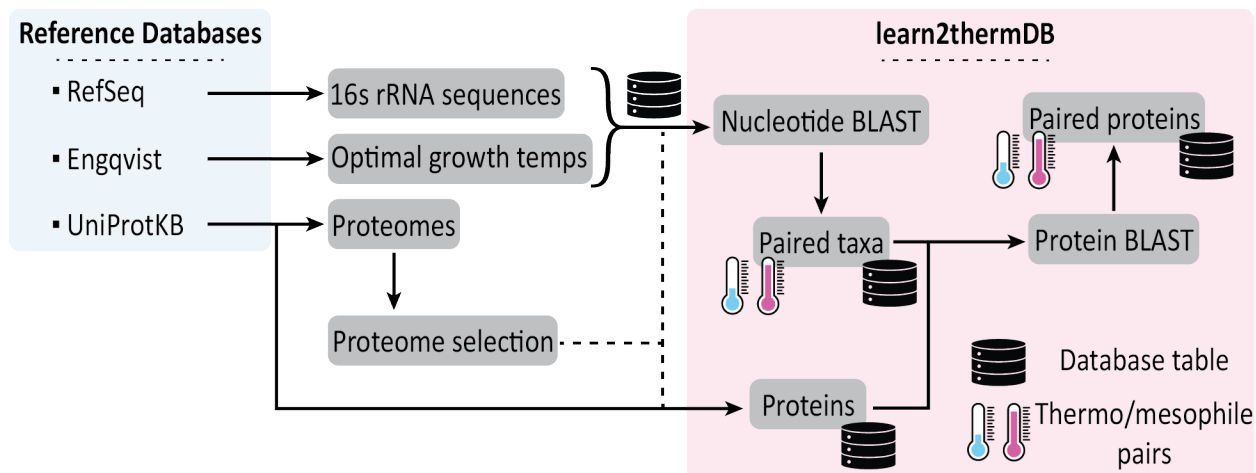 Reference Databases
▪ RefSeq
▪ Engqvist
▪ UniProtKB
16s rRNA sequences
Optimal growth temps
Proteomes
Proteome selection
learn2thermDB
Nucleotide BLAST
Paired taxa
Proteins
Paired proteins
Protein BLAST
Database table
Thermo/mesophile
pairs